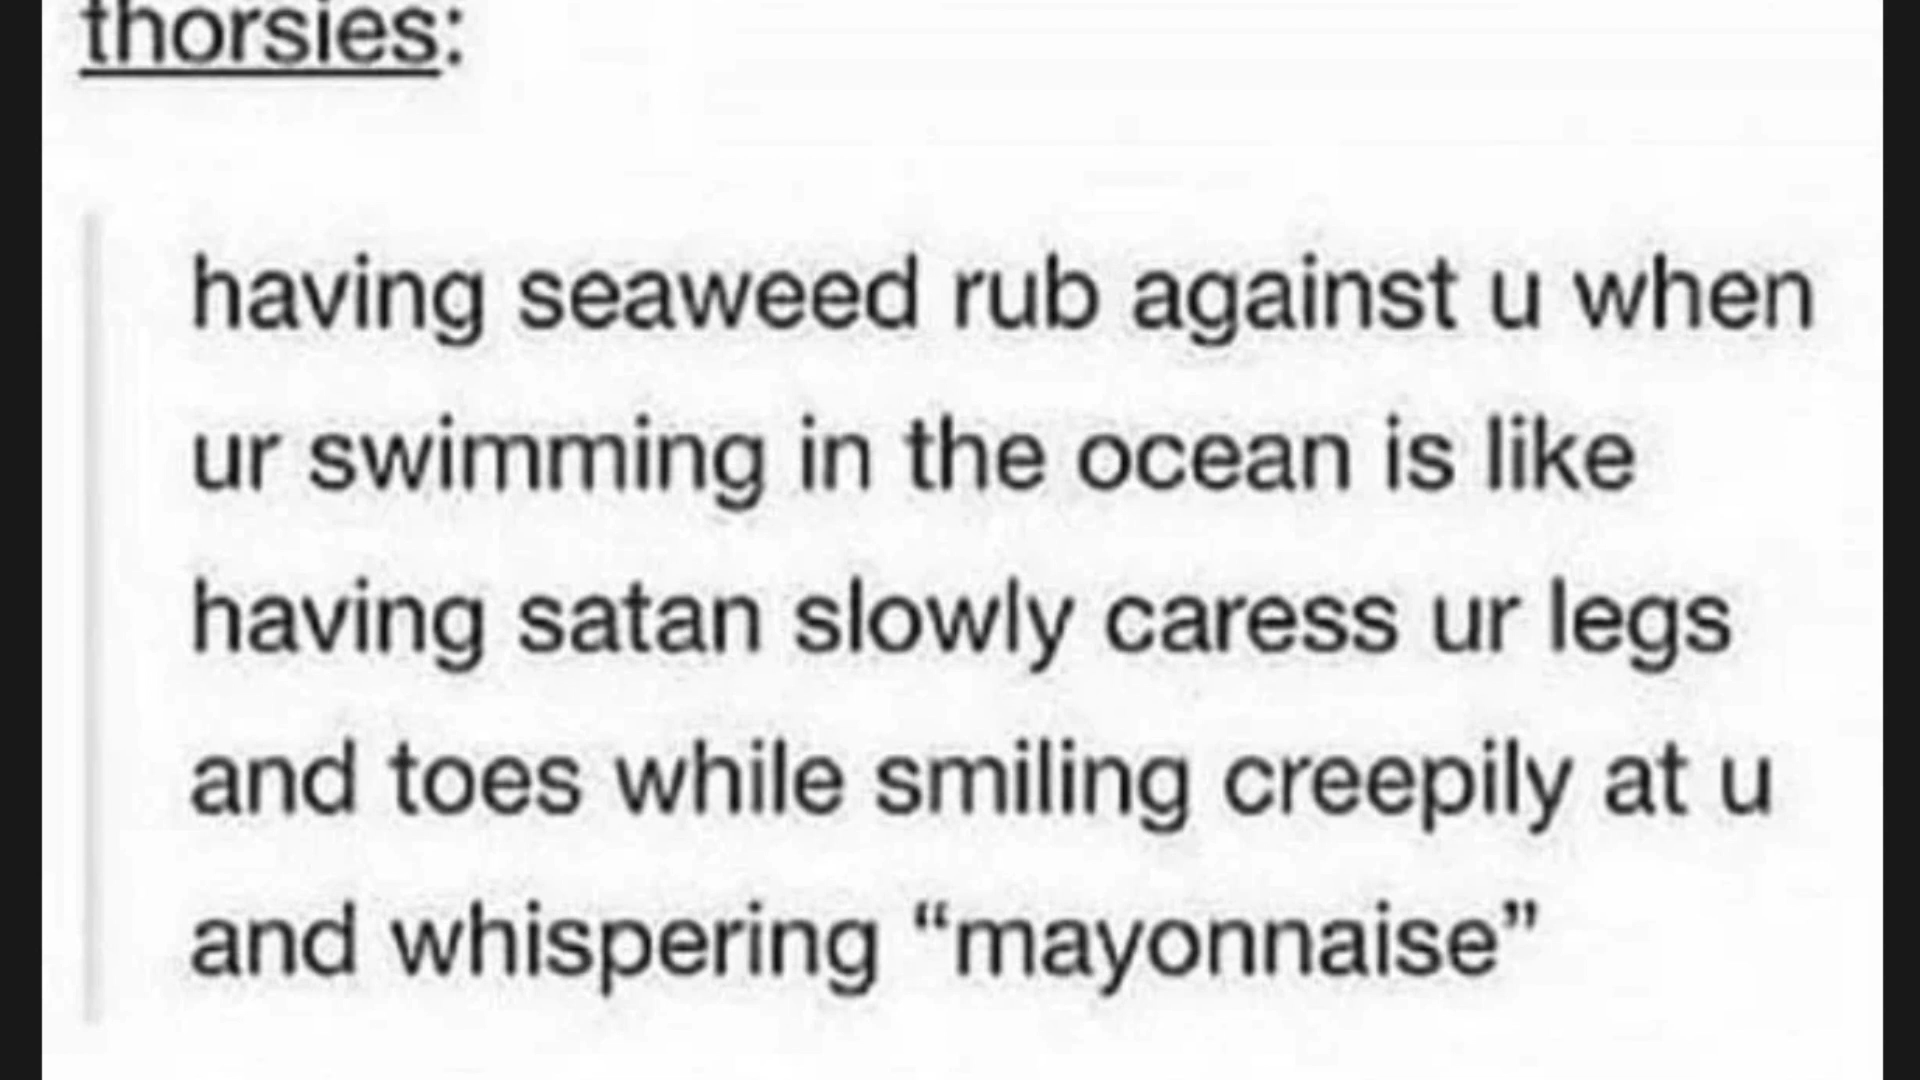 thorsies:
having seaweed rub against u when
ur swimming in the ocean is like
having satan slowly caress ur legs
and toes while smiling creepily at u
and whispering “mayonnaise”